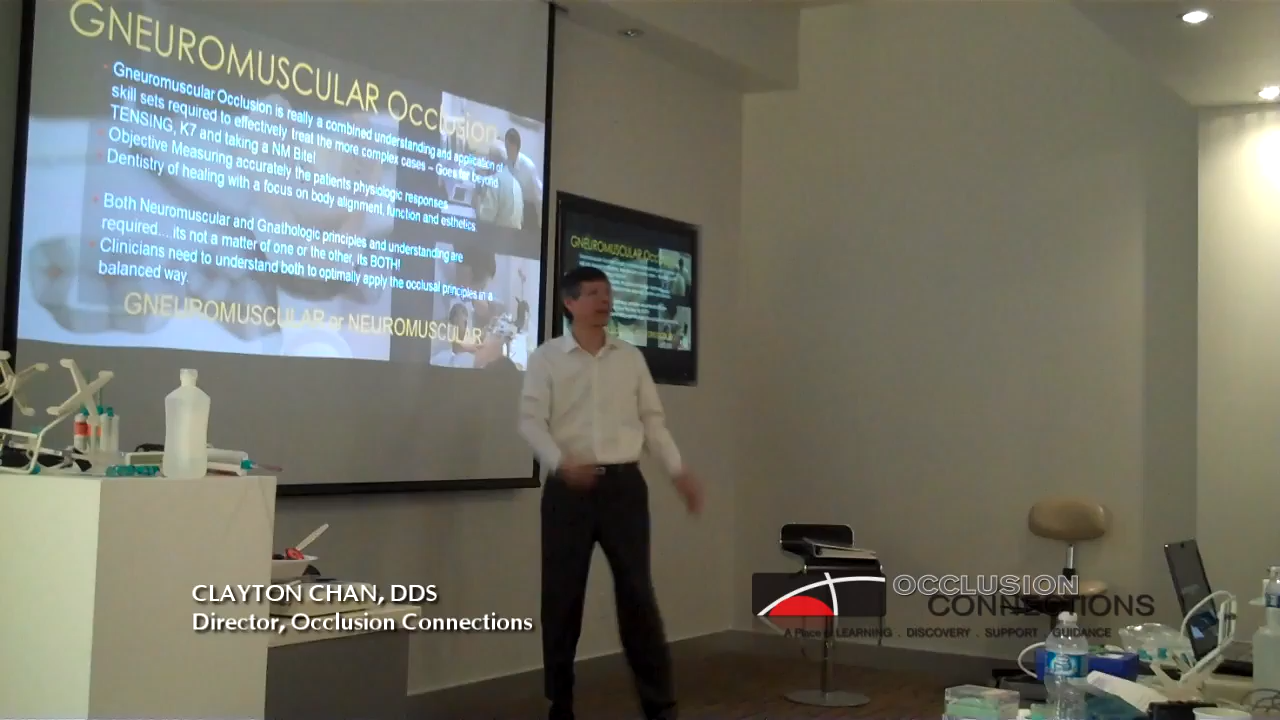 GNEUROMUSCULAR Occlusion
Gneuromuscular Occlusion is really a combined understanding and application of
skill sets required to effectively treat the more complex cases – Goes far beyond
TENSING, K7 and taking a NM Bite!
Objective Measuring accurately the patients physiologic responses.
Dentistry of healing with a focus on body alignment, function and esthetics.
Both Neuromuscular and Gnathologic principles and understanding are
required....its not a matter of one or the other, its BOTH!
Clinicians need to understand both to optimally apply the occlusal principles in a
balanced way.
GNEUROMUSCULAR or NEUROMUSCULAR
GNEUROMUSCULAR Occlusion
CLAYTON CHAN, DDS
Director, Occlusion Connections
OCCLUSION
CONNECTIONS
A Place of LEARNING . DISCOVERY . SUPPORT . GUIDANCE